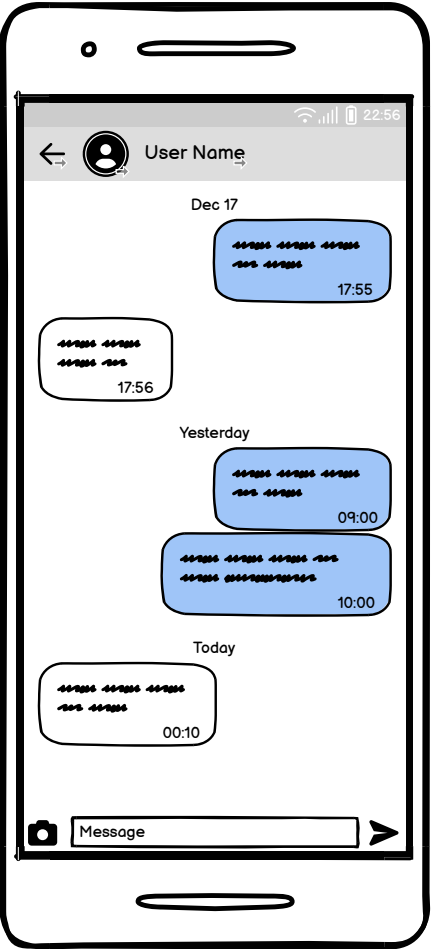 22:56
User Name
Dec 17
17:55
17:56
Yesterday
09:00
10:00
Today
00:10
Message